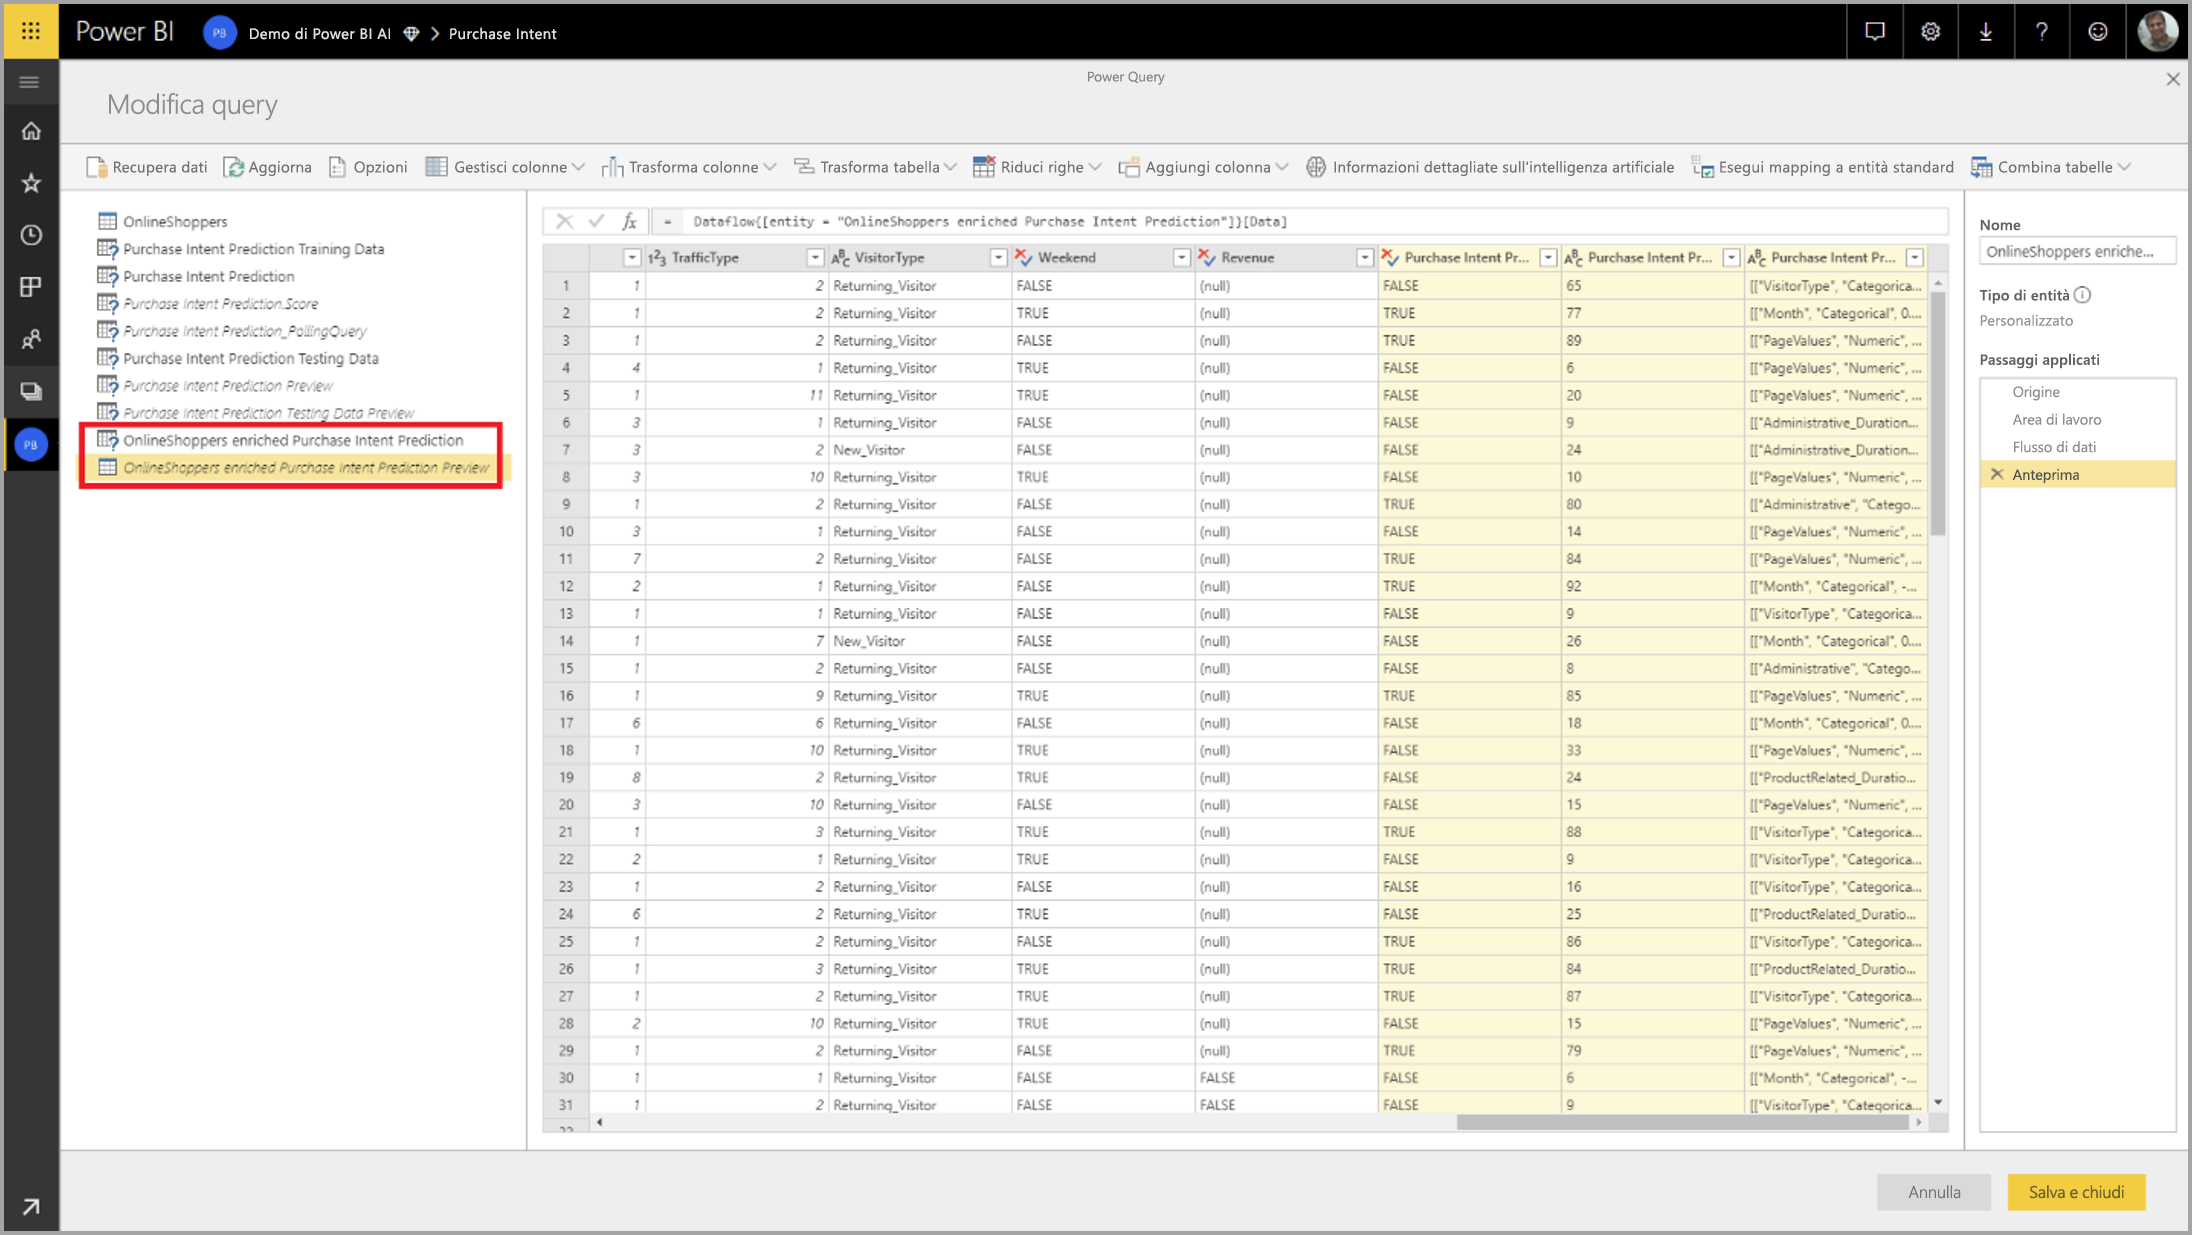 Power BI PB Demo di Power BI AI Purchase Intent
Power Query
Modifica query
Recupera dati Aggiorna Opzioni Gestisci colonne Trasforma colonne Trasforma tabella Riduci righe Aggiungi colonna Informazioni dettagliate sull'intelligenza artificiale Esegui mapping a entità standard Combina tabelle
OnlineShoppers
Purchase Intent Prediction Training Data
Purchase Intent Prediction
Purchase Intent Prediction.Score
Purchase Intent Prediction_PollingQuery
Purchase Intent Prediction Testing Data
Purchase Intent Prediction Preview
Purchase Intent Prediction Testing Data Preview
OnlineShoppers enriched Purchase Intent Prediction
OnlineShoppers enriched Purchase Intent Prediction Preview
PB
fx = Dataflow{[entity = "OnlineShoppers enriched Purchase Intent Prediction"]}[Data]
123 TrafficType ABC VisitorType Weekend Revenue Purchase Intent Pr... ABC Purchase Intent Pr... ABC Purchase Intent Pr...
1 1 2 Returning_Visitor FALSE (null) FALSE 65 [["VisitorType", "Categorica...
2 1 2 Returning_Visitor TRUE (null) TRUE 77 [["Month", "Categorical", 0....
3 1 2 Returning_Visitor FALSE (null) TRUE 89 [["PageValues", "Numeric", ...
4 4 1 Returning_Visitor TRUE (null) FALSE 6 [["PageValues", "Numeric", ...
5 1 11 Returning_Visitor TRUE (null) FALSE 20 [["PageValues", "Numeric", ...
6 3 1 Returning_Visitor FALSE (null) FALSE 9 [["Administrative_Duration...
7 3 2 New_Visitor FALSE (null) FALSE 24 [["Administrative_Duration...
8 3 10 Returning_Visitor TRUE (null) FALSE 10 [["PageValues", "Numeric", ...
9 1 2 Returning_Visitor FALSE (null) TRUE 80 [["Administrative", "Catego...
10 3 1 Returning_Visitor FALSE (null) FALSE 14 [["PageValues", "Numeric", ...
11 7 2 Returning_Visitor FALSE (null) TRUE 84 [["PageValues", "Numeric", ...
12 2 1 Returning_Visitor FALSE (null) TRUE 92 [["Month", "Categorical", -...
13 1 1 Returning_Visitor FALSE (null) FALSE 9 [["VisitorType", "Categorica...
14 1 7 New_Visitor FALSE (null) FALSE 26 [["Month", "Categorical", 0....
15 1 2 Returning_Visitor FALSE (null) FALSE 8 [["Administrative", "Catego...
16 1 9 Returning_Visitor TRUE (null) TRUE 85 [["PageValues", "Numeric", ...
17 6 6 Returning_Visitor FALSE (null) FALSE 18 [["Month", "Categorical", 0....
18 1 10 Returning_Visitor TRUE (null) FALSE 33 [["PageValues", "Numeric", ...
19 8 2 Returning_Visitor TRUE (null) FALSE 24 [["ProductRelated_Duratio...
20 3 10 Returning_Visitor FALSE (null) FALSE 15 [["PageValues", "Numeric", ...
21 1 3 Returning_Visitor TRUE (null) TRUE 88 [["VisitorType", "Categorica...
22 2 1 Returning_Visitor TRUE (null) FALSE 9 [["VisitorType", "Categorica...
23 1 2 Returning_Visitor FALSE (null) FALSE 16 [["VisitorType", "Categorica...
24 6 2 Returning_Visitor TRUE (null) FALSE 25 [["ProductRelated_Duratio...
25 1 2 Returning_Visitor FALSE (null) TRUE 86 [["VisitorType", "Categorica...
26 1 3 Returning_Visitor TRUE (null) TRUE 84 [["ProductRelated_Duratio...
27 1 2 Returning_Visitor TRUE (null) TRUE 87 [["VisitorType", "Categorica...
28 2 10 Returning_Visitor TRUE (null) FALSE 15 [["PageValues", "Numeric", ...
29 1 2 Returning_Visitor FALSE (null) TRUE 79 [["PageValues", "Numeric", ...
30 1 1 Returning_Visitor FALSE FALSE FALSE 6 [["Month", "Categorical", -...
31 1 2 Returning_Visitor FALSE FALSE FALSE 9 [["VisitorType", "Categorica...
Nome
OnlineShoppers enriche...
Tipo di entità
Personalizzato
Passaggi applicati
Origine
Area di lavoro
Flusso di dati
Anteprima
Annulla Salva e chiudi